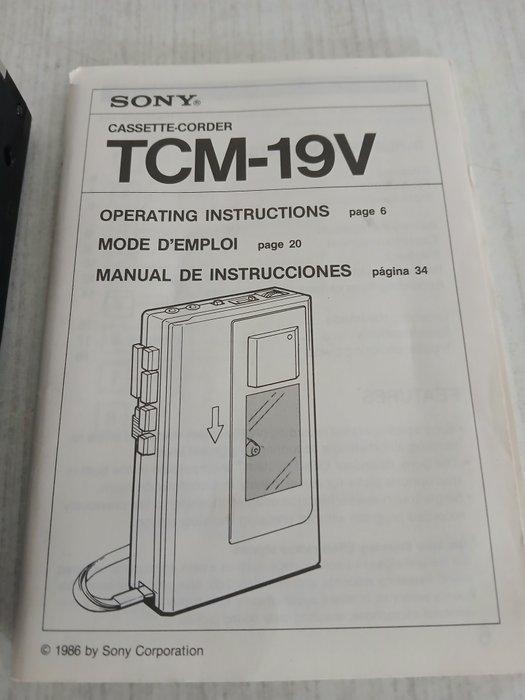 SONY®
CASSETTE-CORDER
TCM-19V
OPERATING INSTRUCTIONS page 6
MODE D'EMPLOI page 20
MANUAL DE INSTRUCCIONES página 34
FEATURES
© 1986 by Sony Corporation